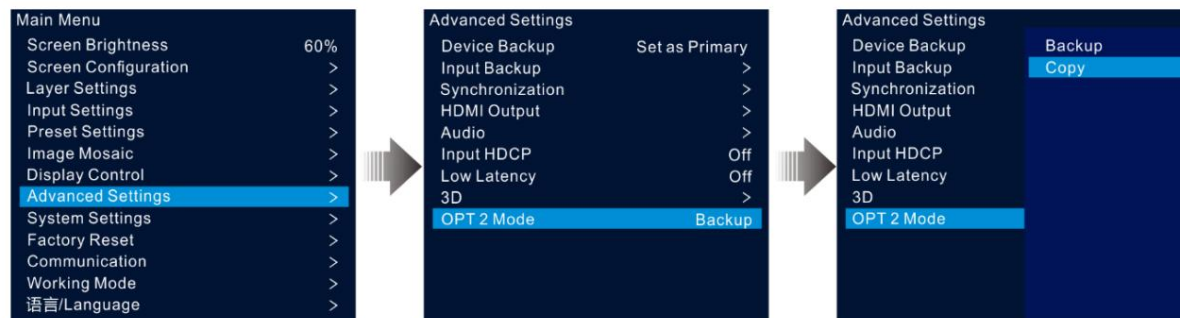 Main Menu
Screen Brightness 60%
Screen Configuration >
Layer Settings >
Input Settings >
Preset Settings >
Image Mosaic >
Display Control >
Advanced Settings >
System Settings >
Factory Reset >
Communication >
Working Mode >
语言/Language >
Advanced Settings
Device Backup Set as Primary
Input Backup >
Synchronization >
HDMI Output >
Audio >
Input HDCP Off
Low Latency Off
3D >
OPT 2 Mode Backup
Advanced Settings
Device Backup Backup
Input Backup Copy
Synchronization
HDMI Output
Audio
Input HDCP
Low Latency
3D
OPT 2 Mode